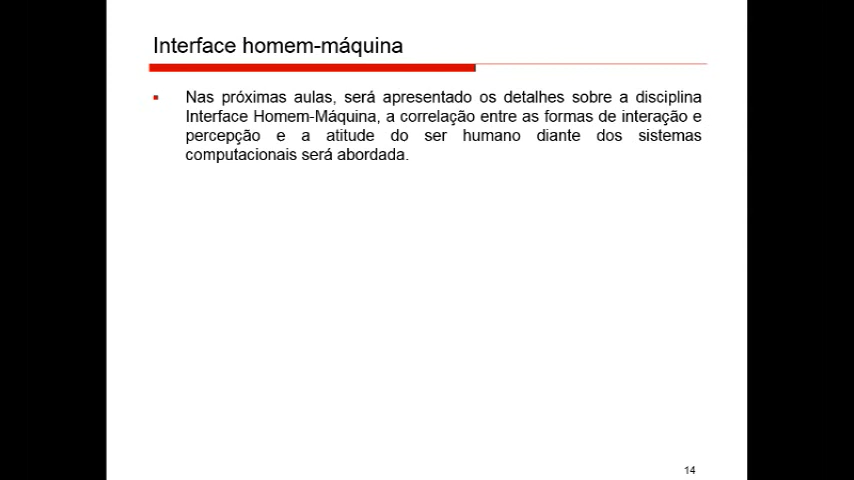 Interface homem-máquina
Nas próximas aulas, será apresentado os detalhes sobre a disciplina
Interface Homem-Máquina, a correlação entre as formas de interação e
percepção e a atitude do ser humano diante dos sistemas
computacionais será abordada.
14